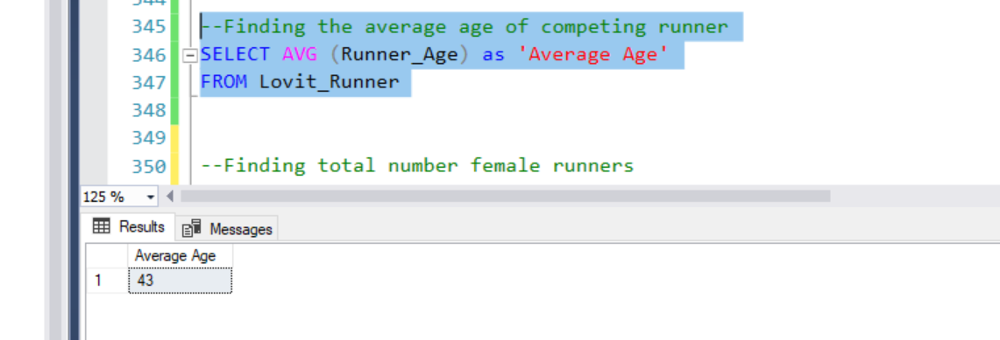 344
345 --Finding the average age of competing runner
346 SELECT AVG (Runner_Age) as 'Average Age'
347 FROM Lovit_Runner
348
349
350 --Finding total number female runners
125 %
Results Messages
Average Age
1 43